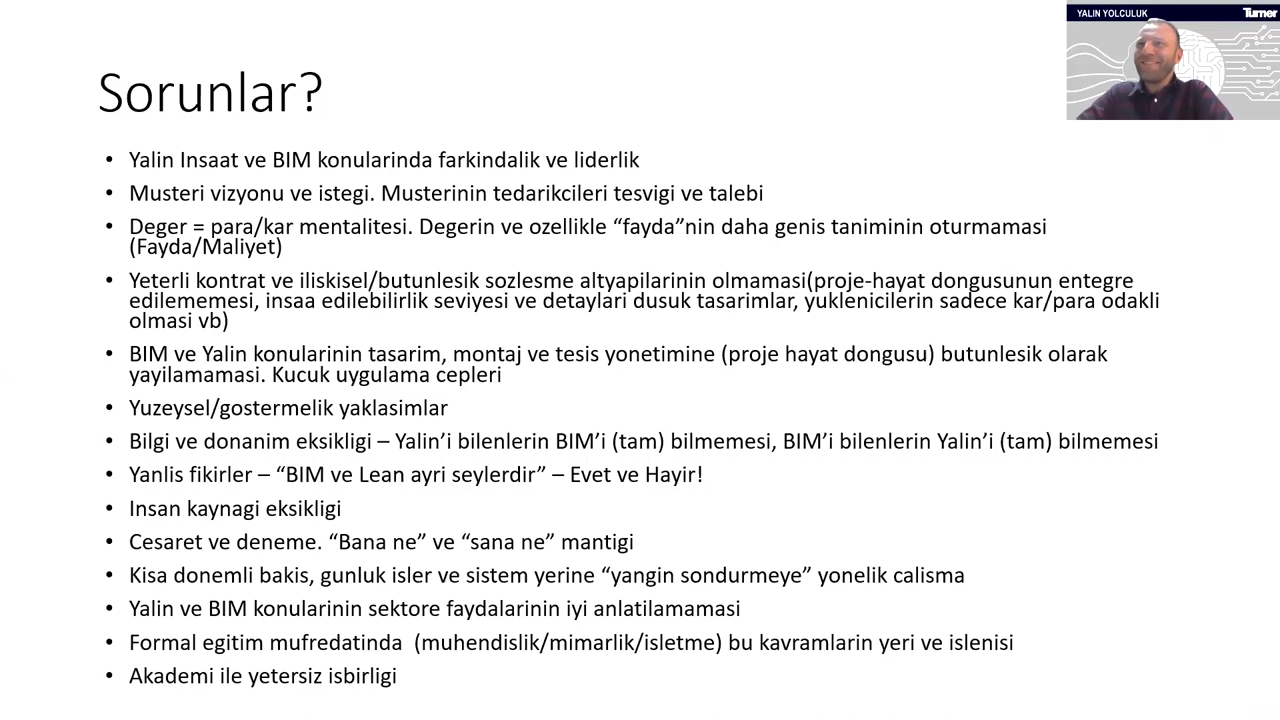 YALIN YOLCULUK
Turner
Sorunlar?
• Yalin Insaat ve BIM konularinda farkindalik ve liderlik
• Musteri vizyonu ve istegi. Musterinin tedarikcileri tesvigi ve talebi
• Deger = para/kar mentalitesi. Degerin ve ozellikle “fayda”nin daha genis taniminin oturmamasi
(Fayda/Maliyet)
• Yeterli kontrat ve iliskisel/butunlesik sozlesme altyapilarinin olmamasi(proje-hayat dongusunun entegre
edilememesi, insaa edilebilirlik seviyesi ve detaylari dusuk tasarimlar, yuklenicilerin sadece kar/para odakli
olmasi vb)
• BIM ve Yalin konularinin tasarim, montaj ve tesis yonetimine (proje hayat dongusu) butunlesik olarak
yayilamamasi. Kucuk uygulama cepleri
• Yuzeysel/gostermelik yaklasimlar
• Bilgi ve donanim eksikligi – Yalin’i bilenlerin BIM’i (tam) bilmemesi, BIM’i bilenlerin Yalin’i (tam) bilmemesi
• Yanlis fikirler – “BIM ve Lean ayri seylerdir” – Evet ve Hayir!
• Insan kaynagi eksikligi
• Cesaret ve deneme. “Bana ne” ve “sana ne” mantigi
• Kisa donemli bakis, gunluk isler ve sistem yerine “yangin sondurmeye” yonelik calisma
• Yalin ve BIM konularinin sektore faydalarinin iyi anlatilamamasi
• Formal egitim mufredatinda  (muhendislik/mimarlik/isletme) bu kavramlarin yeri ve islenisi
• Akademi ile yetersiz isbirligi